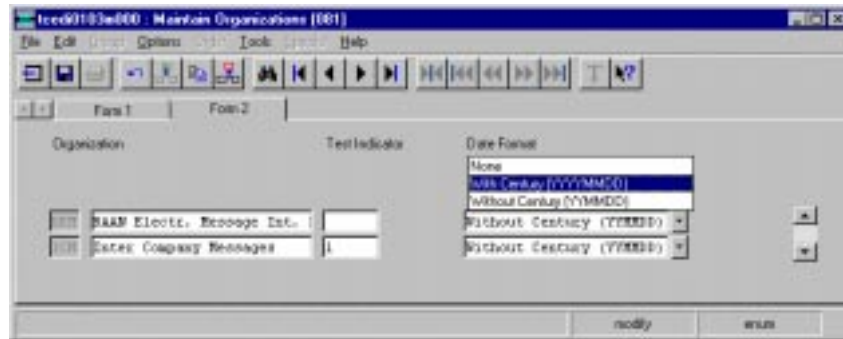 tcedi0103m000 : Maintain Organizations [081]
File Edit Options Tools Help
Form 1 Form 2
Organization Test Indicator Date Format
None
With Century (YYYYMMDD)
Without Century (YYMMDD)
BAAN Electr. Message Int. Without Century (YYMMDD)
Inter Company Messages 1 Without Century (YYMMDD)
modify enum